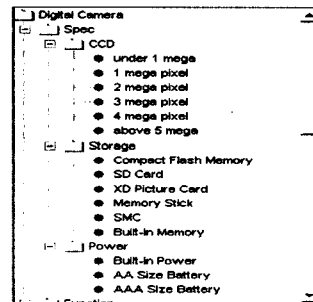 Digital Camera
Spec
CCD
under 1 mega
1 mega pixel
2 mega pixel
3 mega pixel
4 mega pixel
above 5 mega
Storage
Compact Flash Memory
SD Card
XD Picture Card
Memory Stick
SMC
Built-In Memory
Power
Built-In Power
AA Size Battery
AAA Size Battery
Function